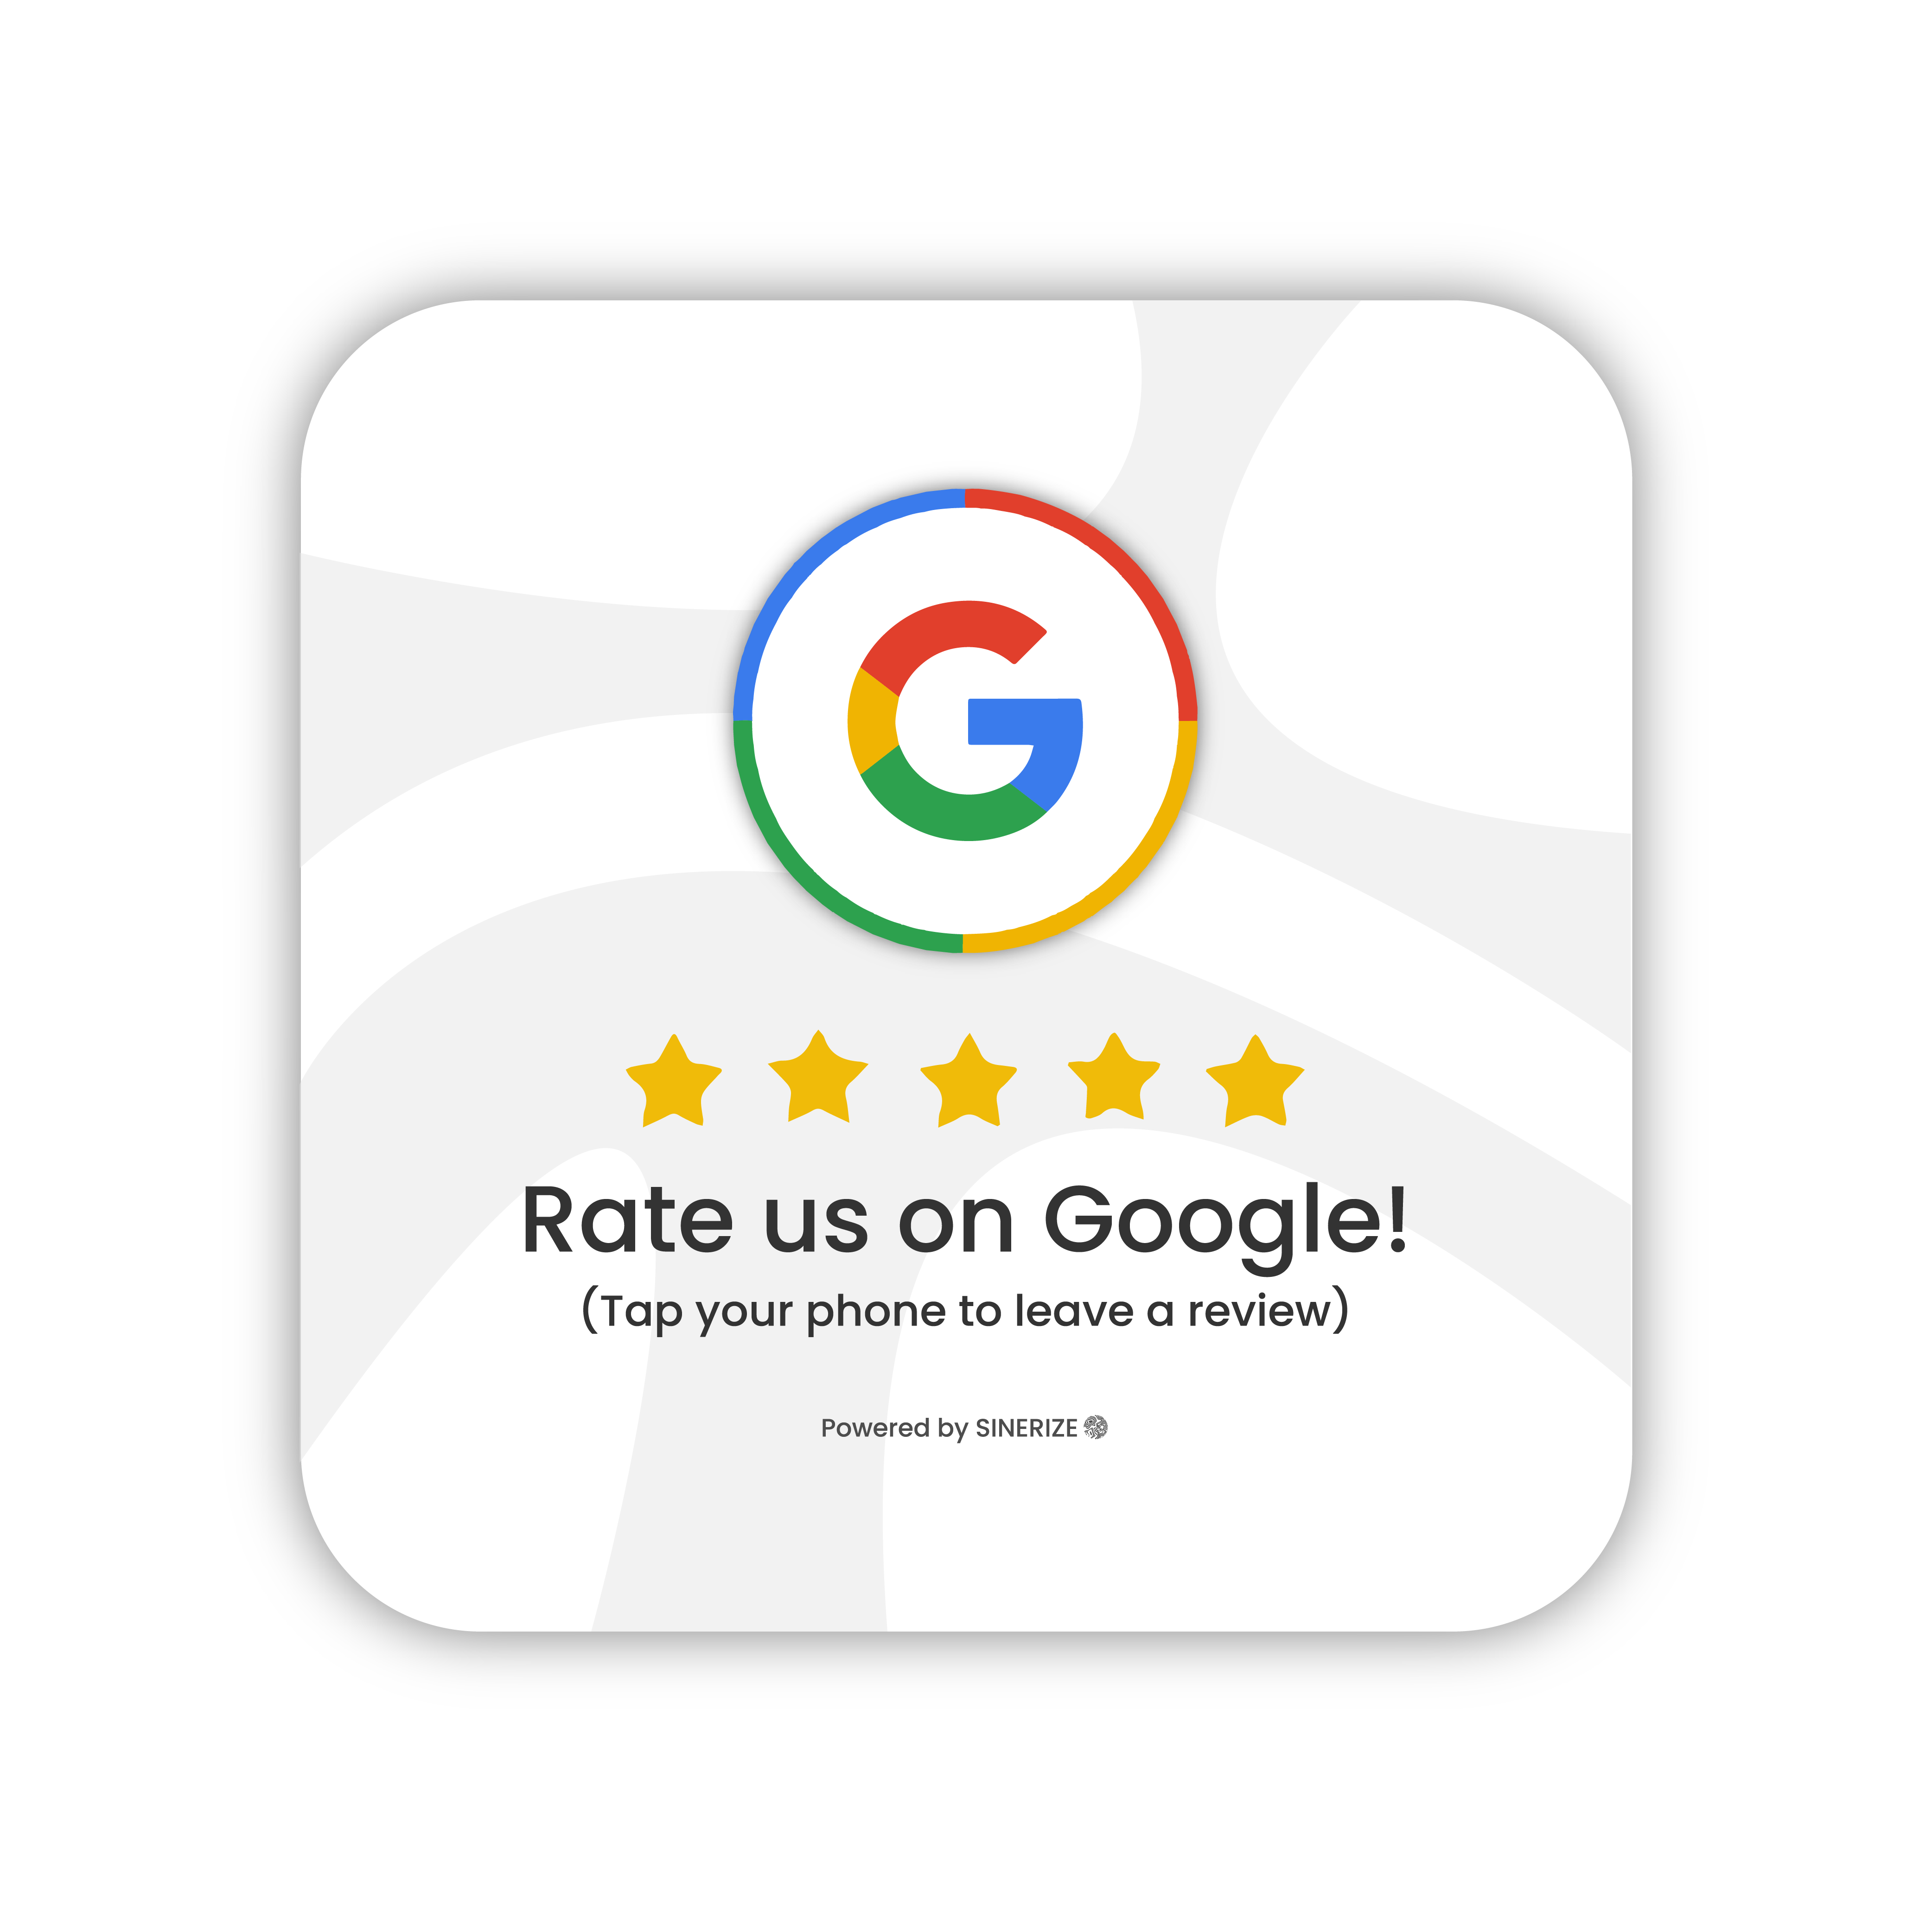 Rate us on Google!
(Tap your phone to leave a review)
Powered by SINERIZE